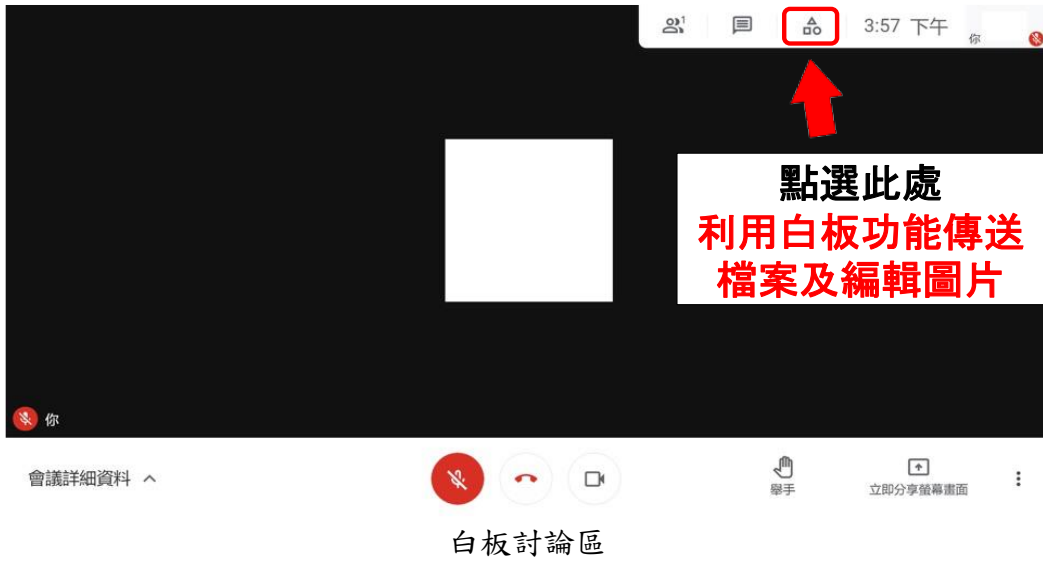 1
3:57 下午
你
點選此處
利用白板功能傳送
檔案及編輯圖片
你
會議詳細資料
舉手
立即分享螢幕畫面
白板討論區